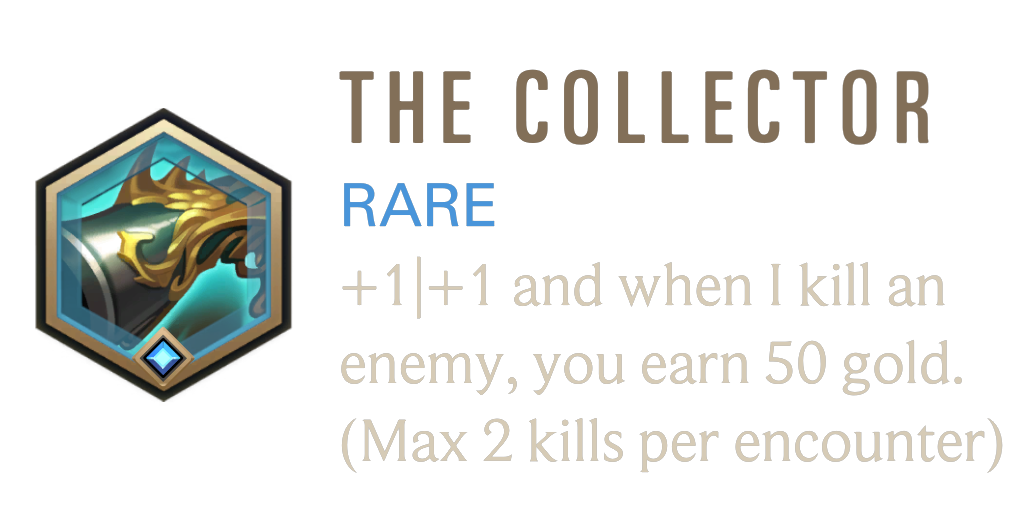 THE COLLECTOR
RARE
+1|+1 and when I kill an
enemy, you earn 50 gold.
(Max 2 kills per encounter)